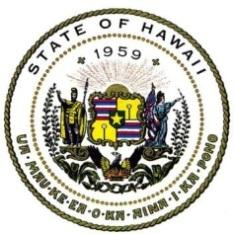 STATE OF HAWAII
1959
UA · MAU · KE · EA · O · KA · AINA · I · KA · PONO